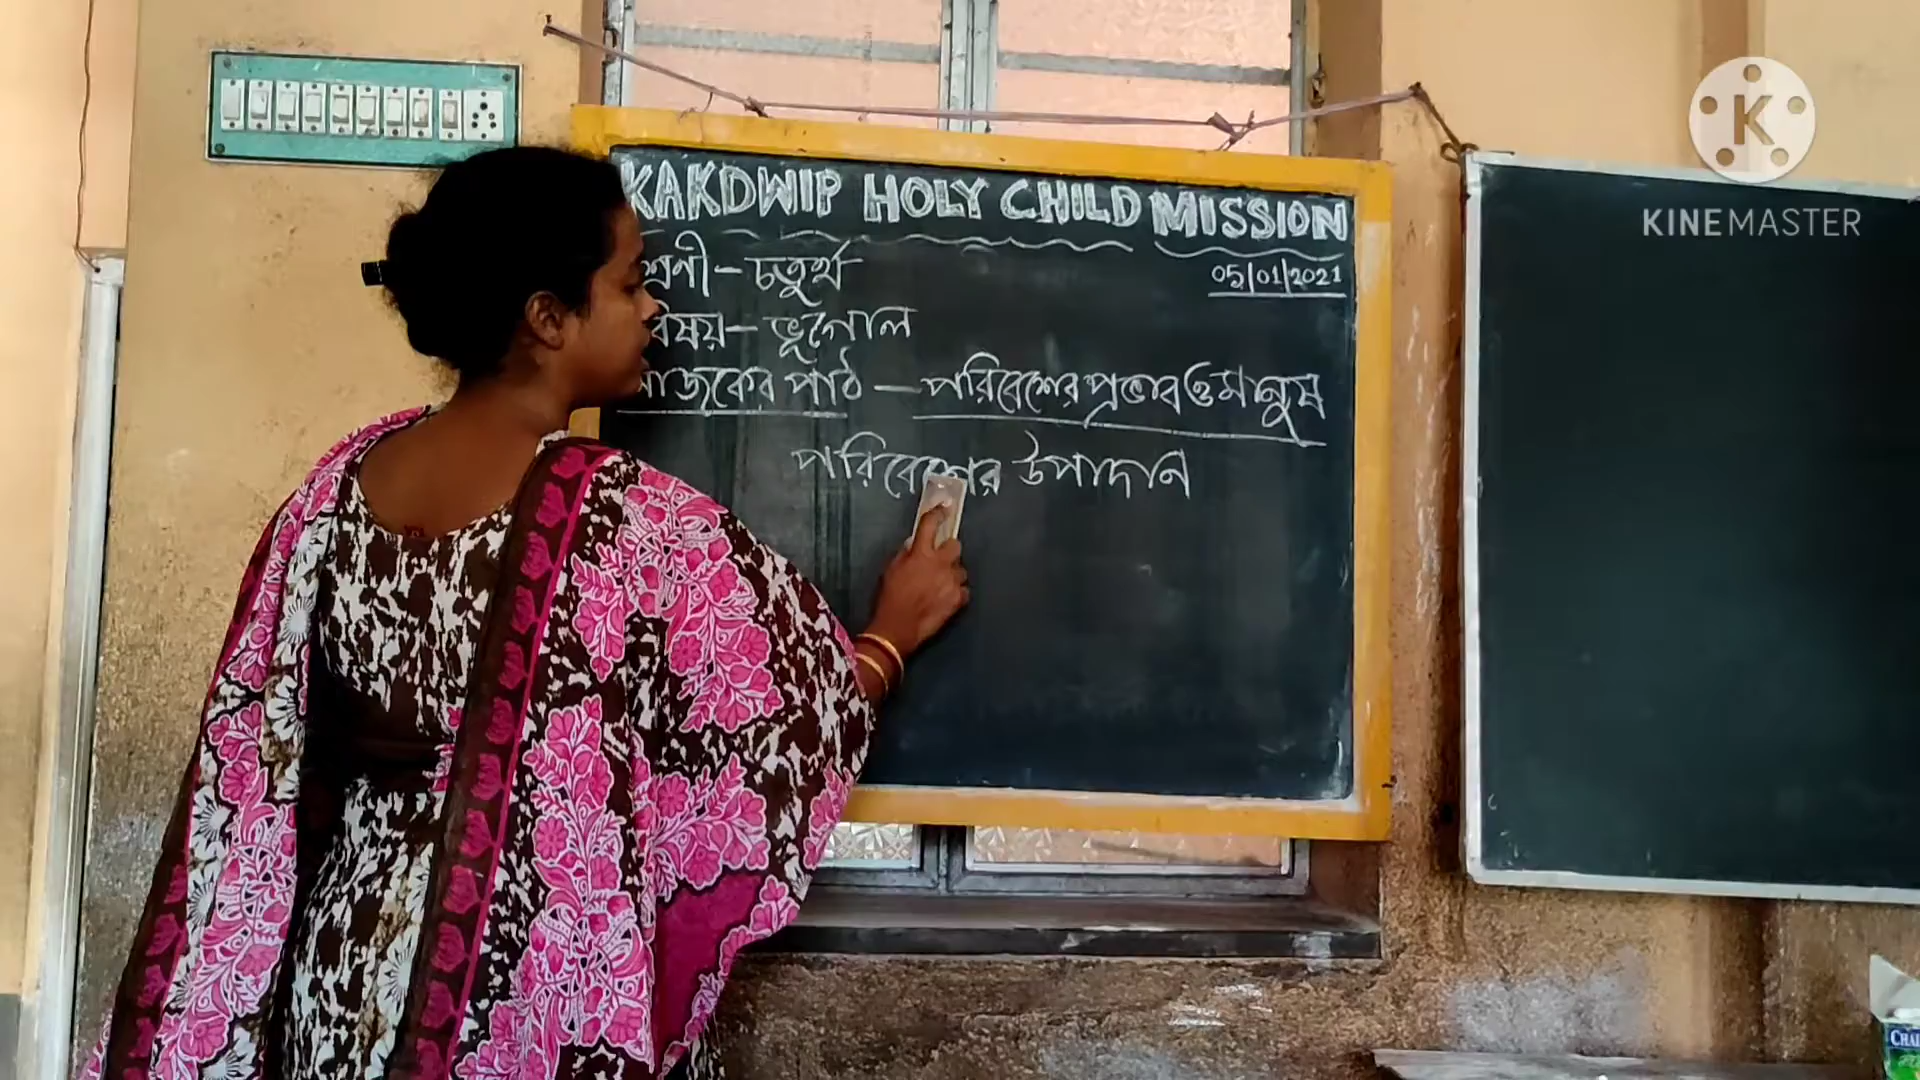 KAKDWIP HOLY CHILD MISSION
শ্রেণী - চতুর্থ
05/01/2021
বিষয় - ভূগোল
আজকের পাঠ - পরিবেশের প্রভাব ও মানুষ
পরিবেশের উপাদান
K
KINEMASTER